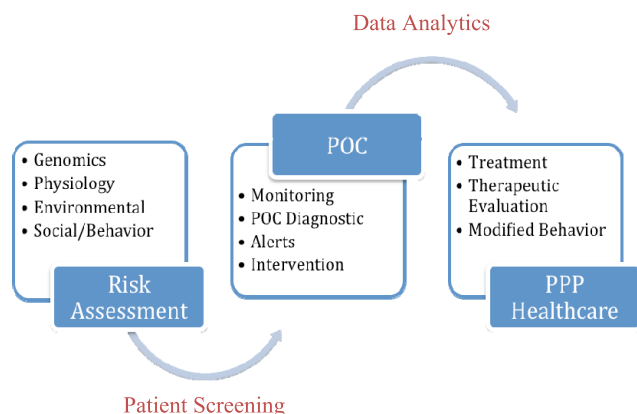 Data Analytics
• Genomics
• Physiology
• Environmental
• Social/Behavior
Risk
Assessment
POC
• Monitoring
• POC Diagnostic
• Alerts
• Intervention
• Treatment
• Therapeutic
Evaluation
• Modified Behavior
PPP
Healthcare
Patient Screening